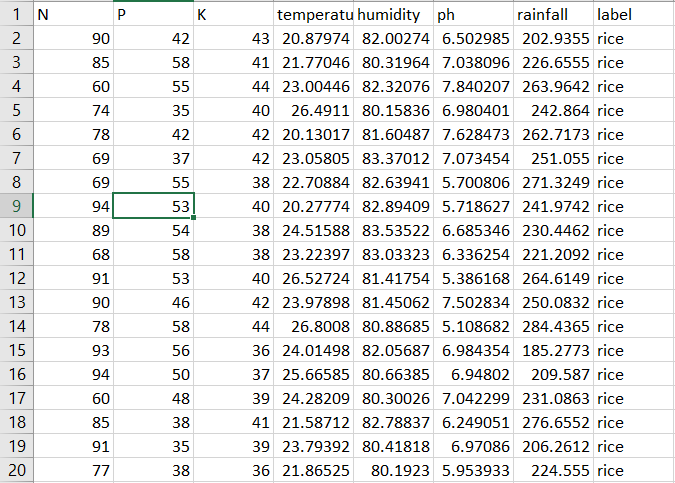 1 N P K temperatu humidity ph rainfall label
2 90 42 43 20.87974 82.00274 6.502985 202.9355 rice
3 85 58 41 21.77046 80.31964 7.038096 226.6555 rice
4 60 55 44 23.00446 82.32076 7.840207 263.9642 rice
5 74 35 40 26.4911 80.15836 6.980401 242.864 rice
6 78 42 42 20.13017 81.60487 7.628473 262.7173 rice
7 69 37 42 23.05805 83.37012 7.073454 251.055 rice
8 69 55 38 22.70884 82.63941 5.700806 271.3249 rice
9 94 53 40 20.27774 82.89409 5.718627 241.9742 rice
10 89 54 38 24.51588 83.53522 6.685346 230.4462 rice
11 68 58 38 23.22397 83.03323 6.336254 221.2092 rice
12 91 53 40 26.52724 81.41754 5.386168 264.6149 rice
13 90 46 42 23.97898 81.45062 7.502834 250.0832 rice
14 78 58 44 26.8008 80.88685 5.108682 284.4365 rice
15 93 56 36 24.01498 82.05687 6.984354 185.2773 rice
16 94 50 37 25.66585 80.66385 6.94802 209.587 rice
17 60 48 39 24.28209 80.30026 7.042299 231.0863 rice
18 85 38 41 21.58712 82.78837 6.249051 276.6552 rice
19 91 35 39 23.79392 80.41818 6.97086 206.2612 rice
20 77 38 36 21.86525 80.1923 5.953933 224.555 rice